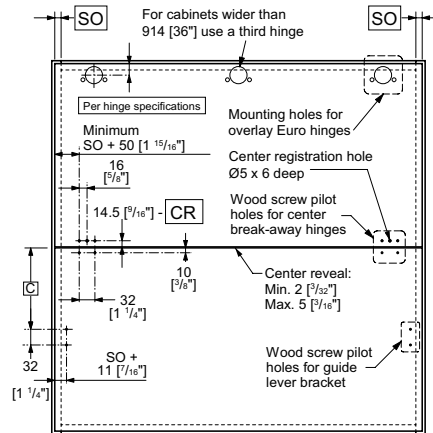 SO
For cabinets wider than
914 [36"] use a third hinge
SO
Per hinge specifications
Mounting holes for
overlay Euro hinges
Minimum
SO + 50 [1 15/16"]
16
[5/8"]
Center registration hole
Ø5 x 6 deep
14.5 [9/16"] - CR
Wood screw pilot
holes for center
break-away hinges
10
[3/8"]
Center reveal:
Min. 2 [3/32"]
Max. 5 [3/16"]
C
32
[1 1/4"]
32
[1 1/4"]
SO +
11 [7/16"]
Wood screw pilot
holes for guide
lever bracket